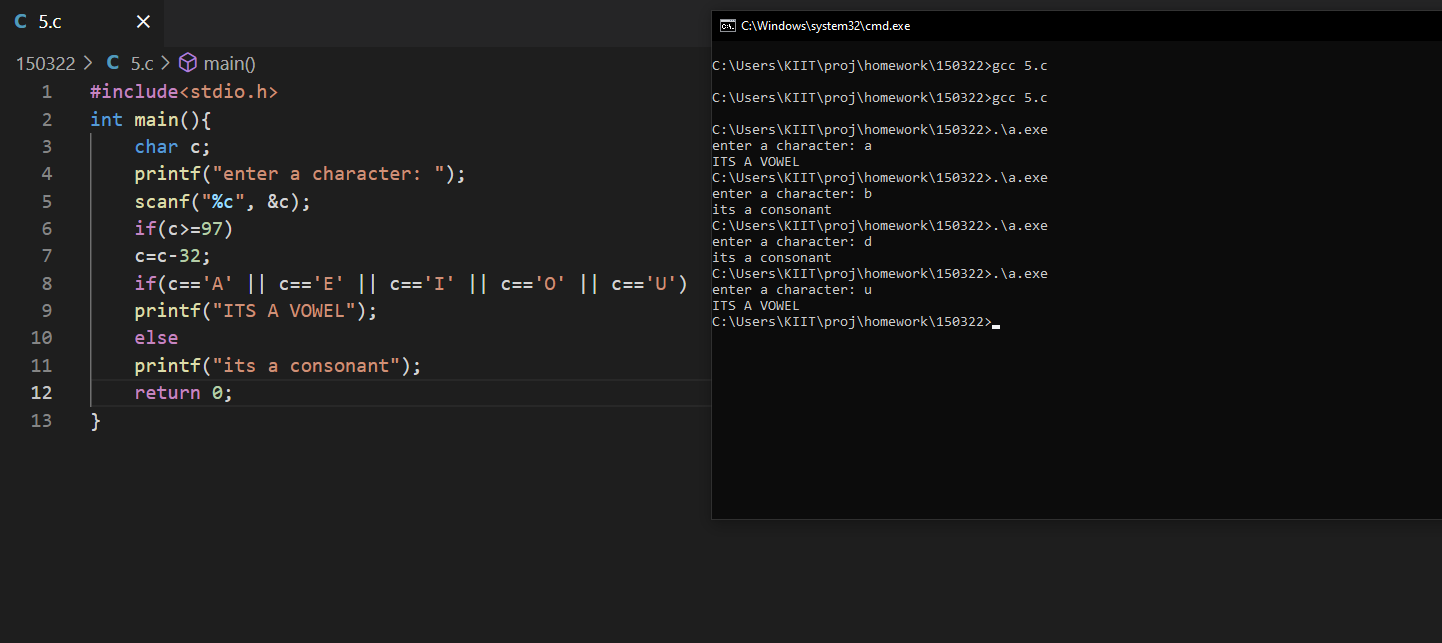 C 5.c ×
150322 > C 5.c > main()
1 #include<stdio.h>
2 int main(){
3 char c;
4 printf("enter a character: ");
5 scanf("%c", &c);
6 if(c>=97)
7 c=c-32;
8 if(c=='A' || c=='E' || c=='I' || c=='O' || c=='U')
9 printf("ITS A VOWEL");
10 else
11 printf("its a consonant");
12 return 0;
13 }
C:\Windows\system32\cmd.exe
C:\Users\KIIT\proj\homework\150322>gcc 5.c
C:\Users\KIIT\proj\homework\150322>gcc 5.c
C:\Users\KIIT\proj\homework\150322>.\a.exe
enter a character: a
ITS A VOWEL
C:\Users\KIIT\proj\homework\150322>.\a.exe
enter a character: b
its a consonant
C:\Users\KIIT\proj\homework\150322>.\a.exe
enter a character: d
its a consonant
C:\Users\KIIT\proj\homework\150322>.\a.exe
enter a character: u
ITS A VOWEL
C:\Users\KIIT\proj\homework\150322>